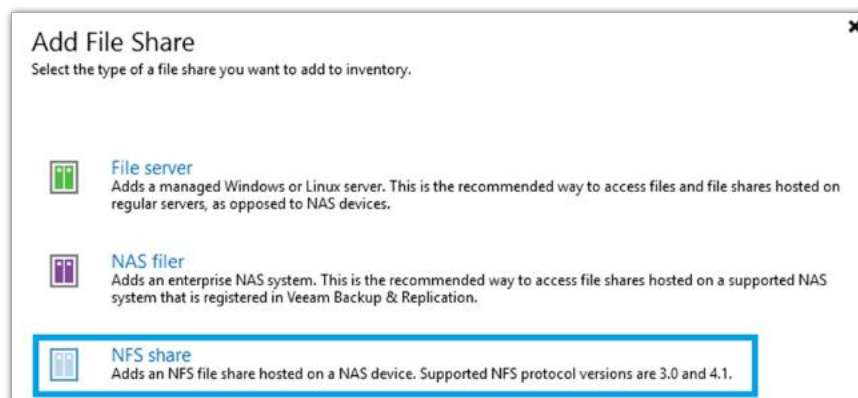 Add File Share
Select the type of a file share you want to add to inventory.
File server
Adds a managed Windows or Linux server. This is the recommended way to access files and file shares hosted on
regular servers, as opposed to NAS devices.
NAS filer
Adds an enterprise NAS system. This is the recommended way to access file shares hosted on a supported NAS
system that is registered in Veeam Backup & Replication.
NFS share
Adds an NFS file share hosted on a NAS device. Supported NFS protocol versions are 3.0 and 4.1.